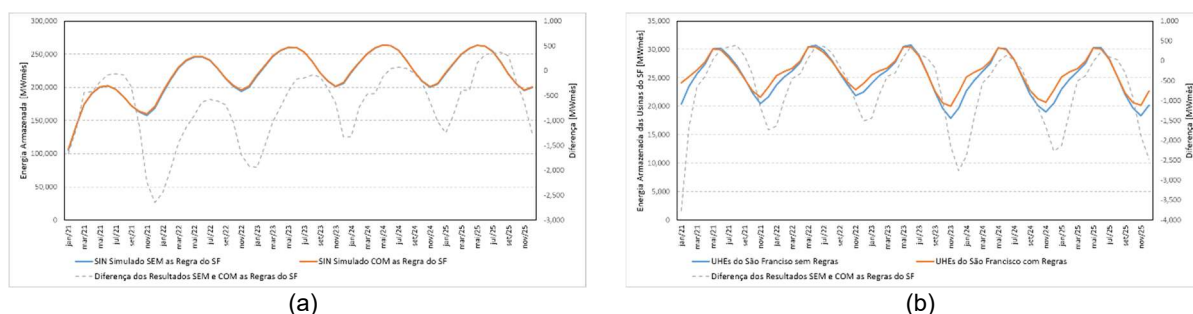 300,000
250,000
200,000
150,000
100,000
50,000
0
Energia Armazenada [MWmês]
1,000
500
0
-500
-1,000
-1,500
-2,000
-2,500
-3,000
Diferença [MWmês]
jan/21 mar/21 mai/21 jul/21 set/21 nov/21 jan/22 mar/22 mai/22 jul/22 set/22 nov/22 jan/23 mar/23 mai/23 jul/23 set/23 nov/23 jan/24 mar/24 mai/24 jul/24 set/24 nov/24 jan/25 mar/25 mai/25 jul/25 set/25 nov/25
SIN Simulado SEM as Regra do SF
SIN Simulado COM as Regra do SF
Diferença dos Resultados SEM e COM as Regras do SF
(a)
35,000
30,000
25,000
20,000
15,000
10,000
5,000
0
Energia Armazenada das Usinas do SF [MWmês]
1,000
500
0
-500
-1,000
-1,500
-2,000
-2,500
-3,000
-3,500
-4,000
Diferença [MWmês]
jan/21 mar/21 mai/21 jul/21 set/21 nov/21 jan/22 mar/22 mai/22 jul/22 set/22 nov/22 jan/23 mar/23 mai/23 jul/23 set/23 nov/23 jan/24 mar/24 mai/24 jul/24 set/24 nov/24 jan/25 mar/25 mai/25 jul/25 set/25 nov/25
UHEs do São Franciso sem Regras
UHEs do São Francisco com Regras
Diferença dos Resultados SEM e COM as Regras do SF
(b)